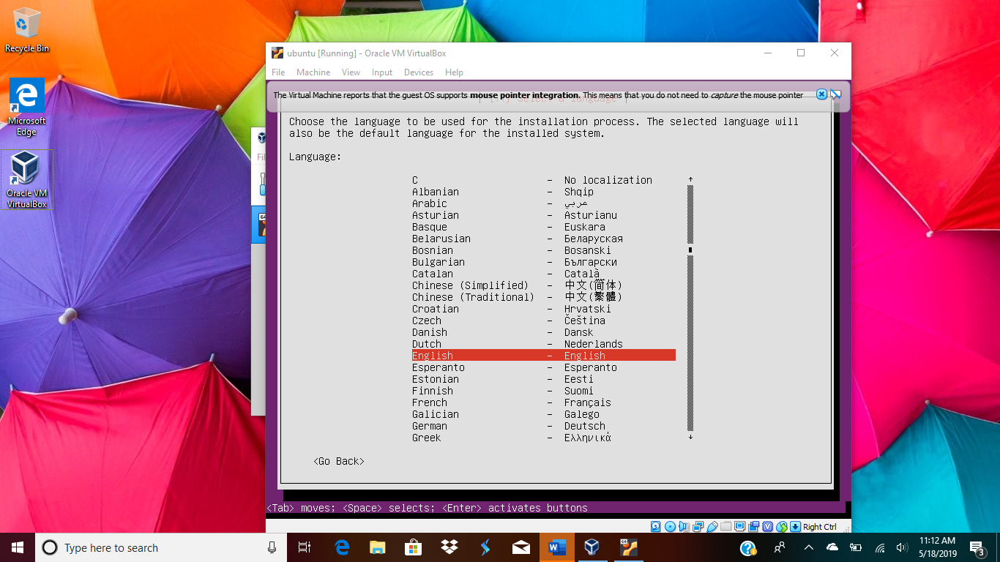 Recycle Bin
Microsoft
Edge
Oracle VM
VirtualBox
ubuntu [Running] - Oracle VM VirtualBox
File Machine View Input Devices Help
The Virtual Machine reports that the guest OS supports mouse pointer integration. This means that you do not need to capture the mouse pointer
Choose the language to be used for the installation process. The selected language will
also be the default language for the installed system.
Language:
C - No localization ↑
Albanian - Shqip
Arabic - عربي
Asturian - Asturianu
Basque - Euskara
Belarusian - Беларуская
Bosnian - Bosanski
Bulgarian - Български
Catalan - Català
Chinese (Simplified) - 中文(简体)
Chinese (Traditional) - 中文(繁體)
Croatian - Hrvatski
Czech - Čeština
Danish - Dansk
Dutch - Nederlands
English - English
Esperanto - Esperanto
Estonian - Eesti
Finnish - Suomi
French - Français
Galician - Galego
German - Deutsch
Greek - Ελληνικά ↓
<Go Back>
<Tab> moves; <Space> selects; <Enter> activates buttons
Right Ctrl
Type here to search
11:12 AM
5/18/2019
3